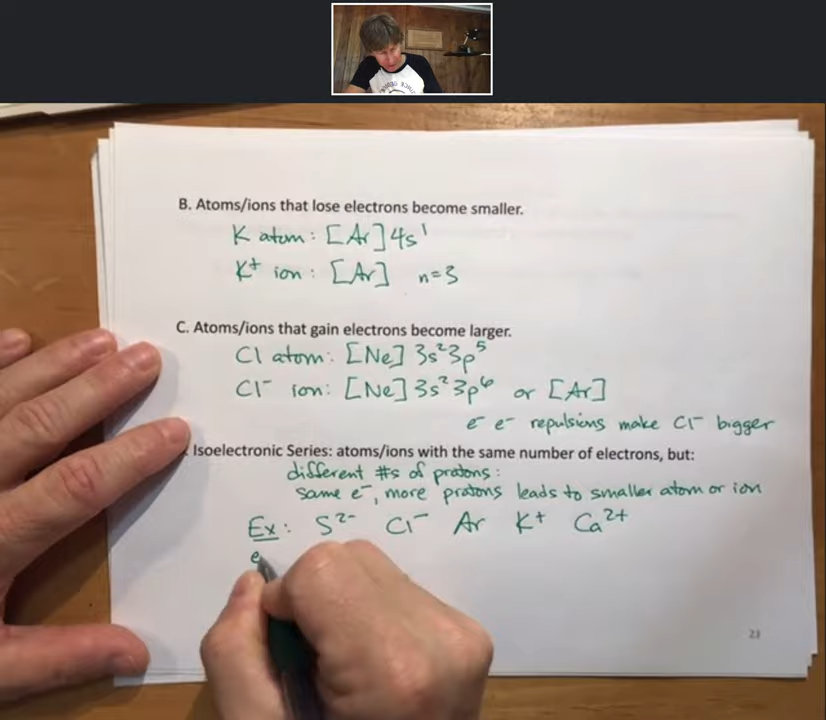 B. Atoms/ions that lose electrons become smaller.
K atom: [Ar]4s¹
K⁺ ion: [Ar] n=3
C. Atoms/ions that gain electrons become larger.
Cl atom: [Ne] 3s²3p⁵
Cl⁻ ion: [Ne] 3s²3p⁶ or [Ar]
e⁻ e⁻ repulsions make Cl⁻ bigger
Isoelectronic Series: atoms/ions with the same number of electrons, but:
different #s of protons:
same e⁻, more protons leads to smaller atom or ion
Ex: S²⁻ Cl⁻ Ar K⁺ Ca²⁺
e
23